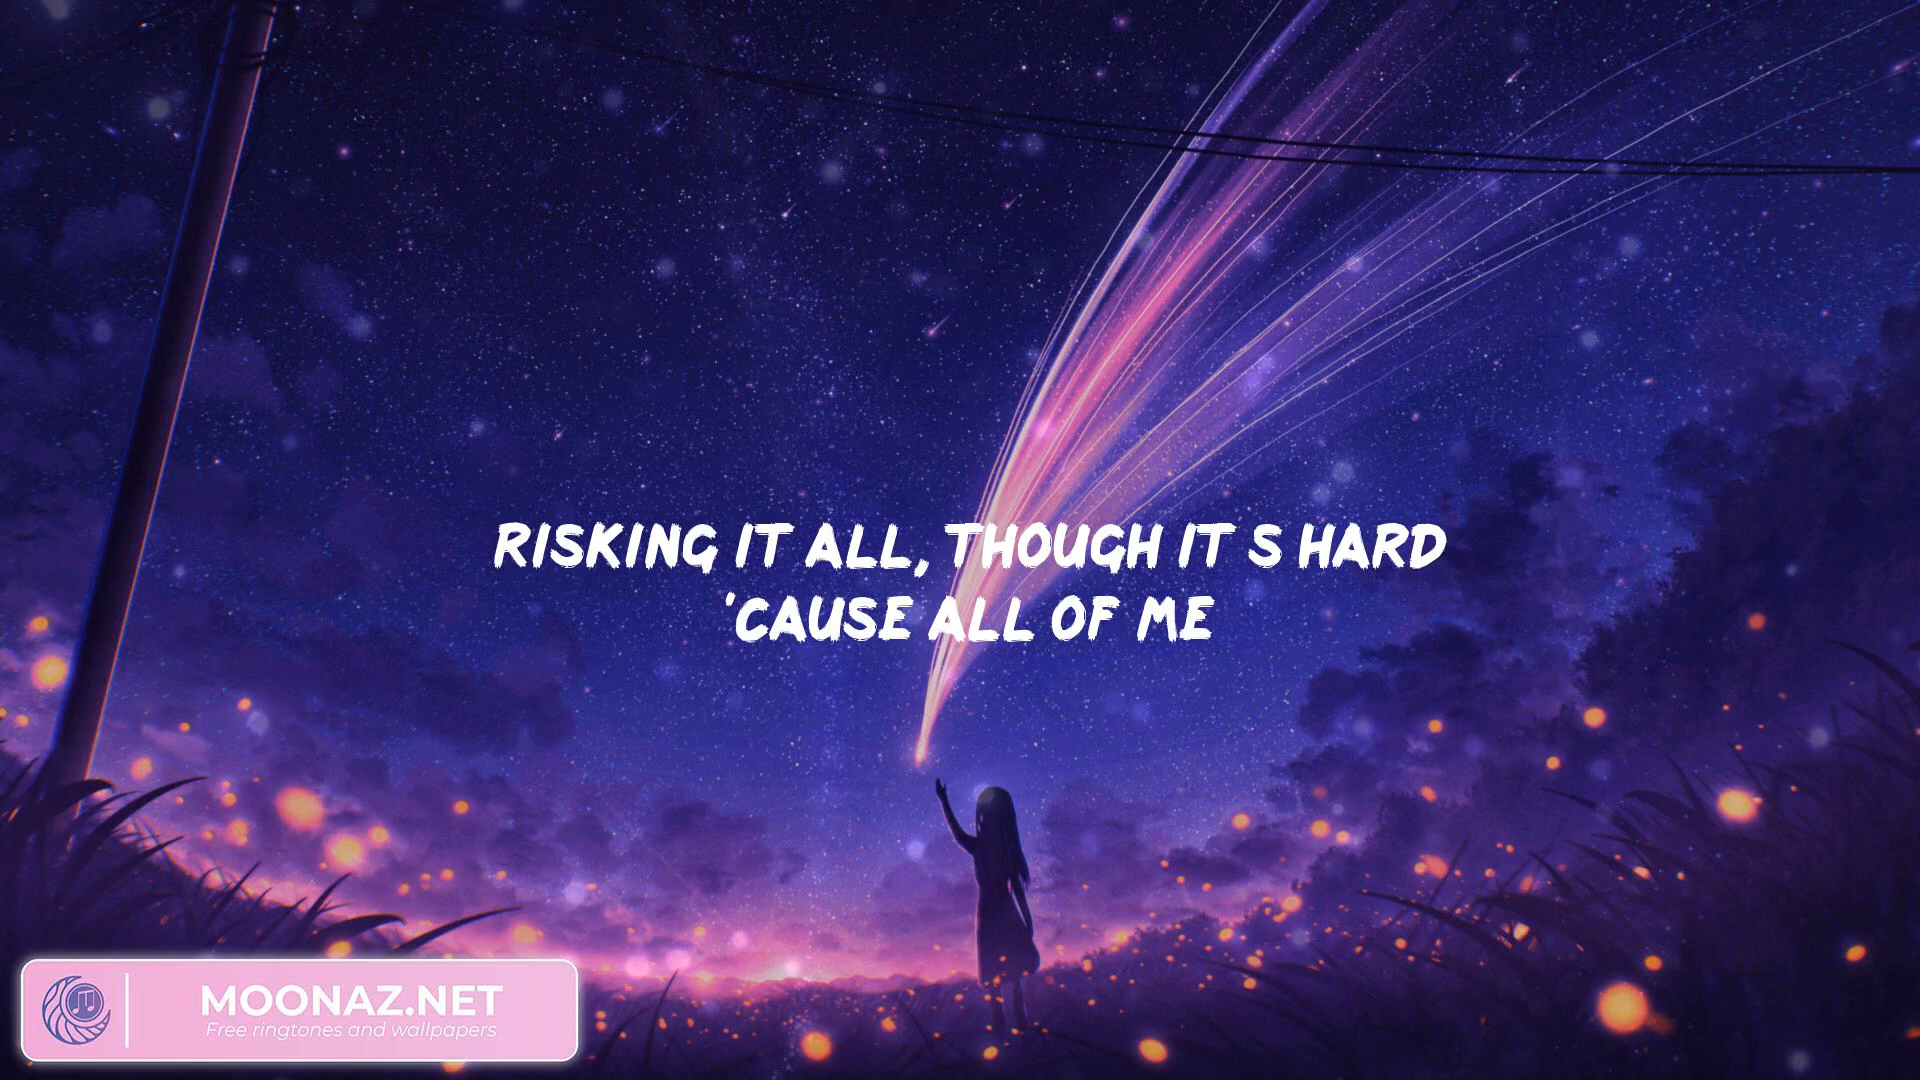 RISKING IT ALL, THOUGH IT S HARD
'CAUSE ALL OF ME
MOONAZ.NET
Free ringtones and wallpapers